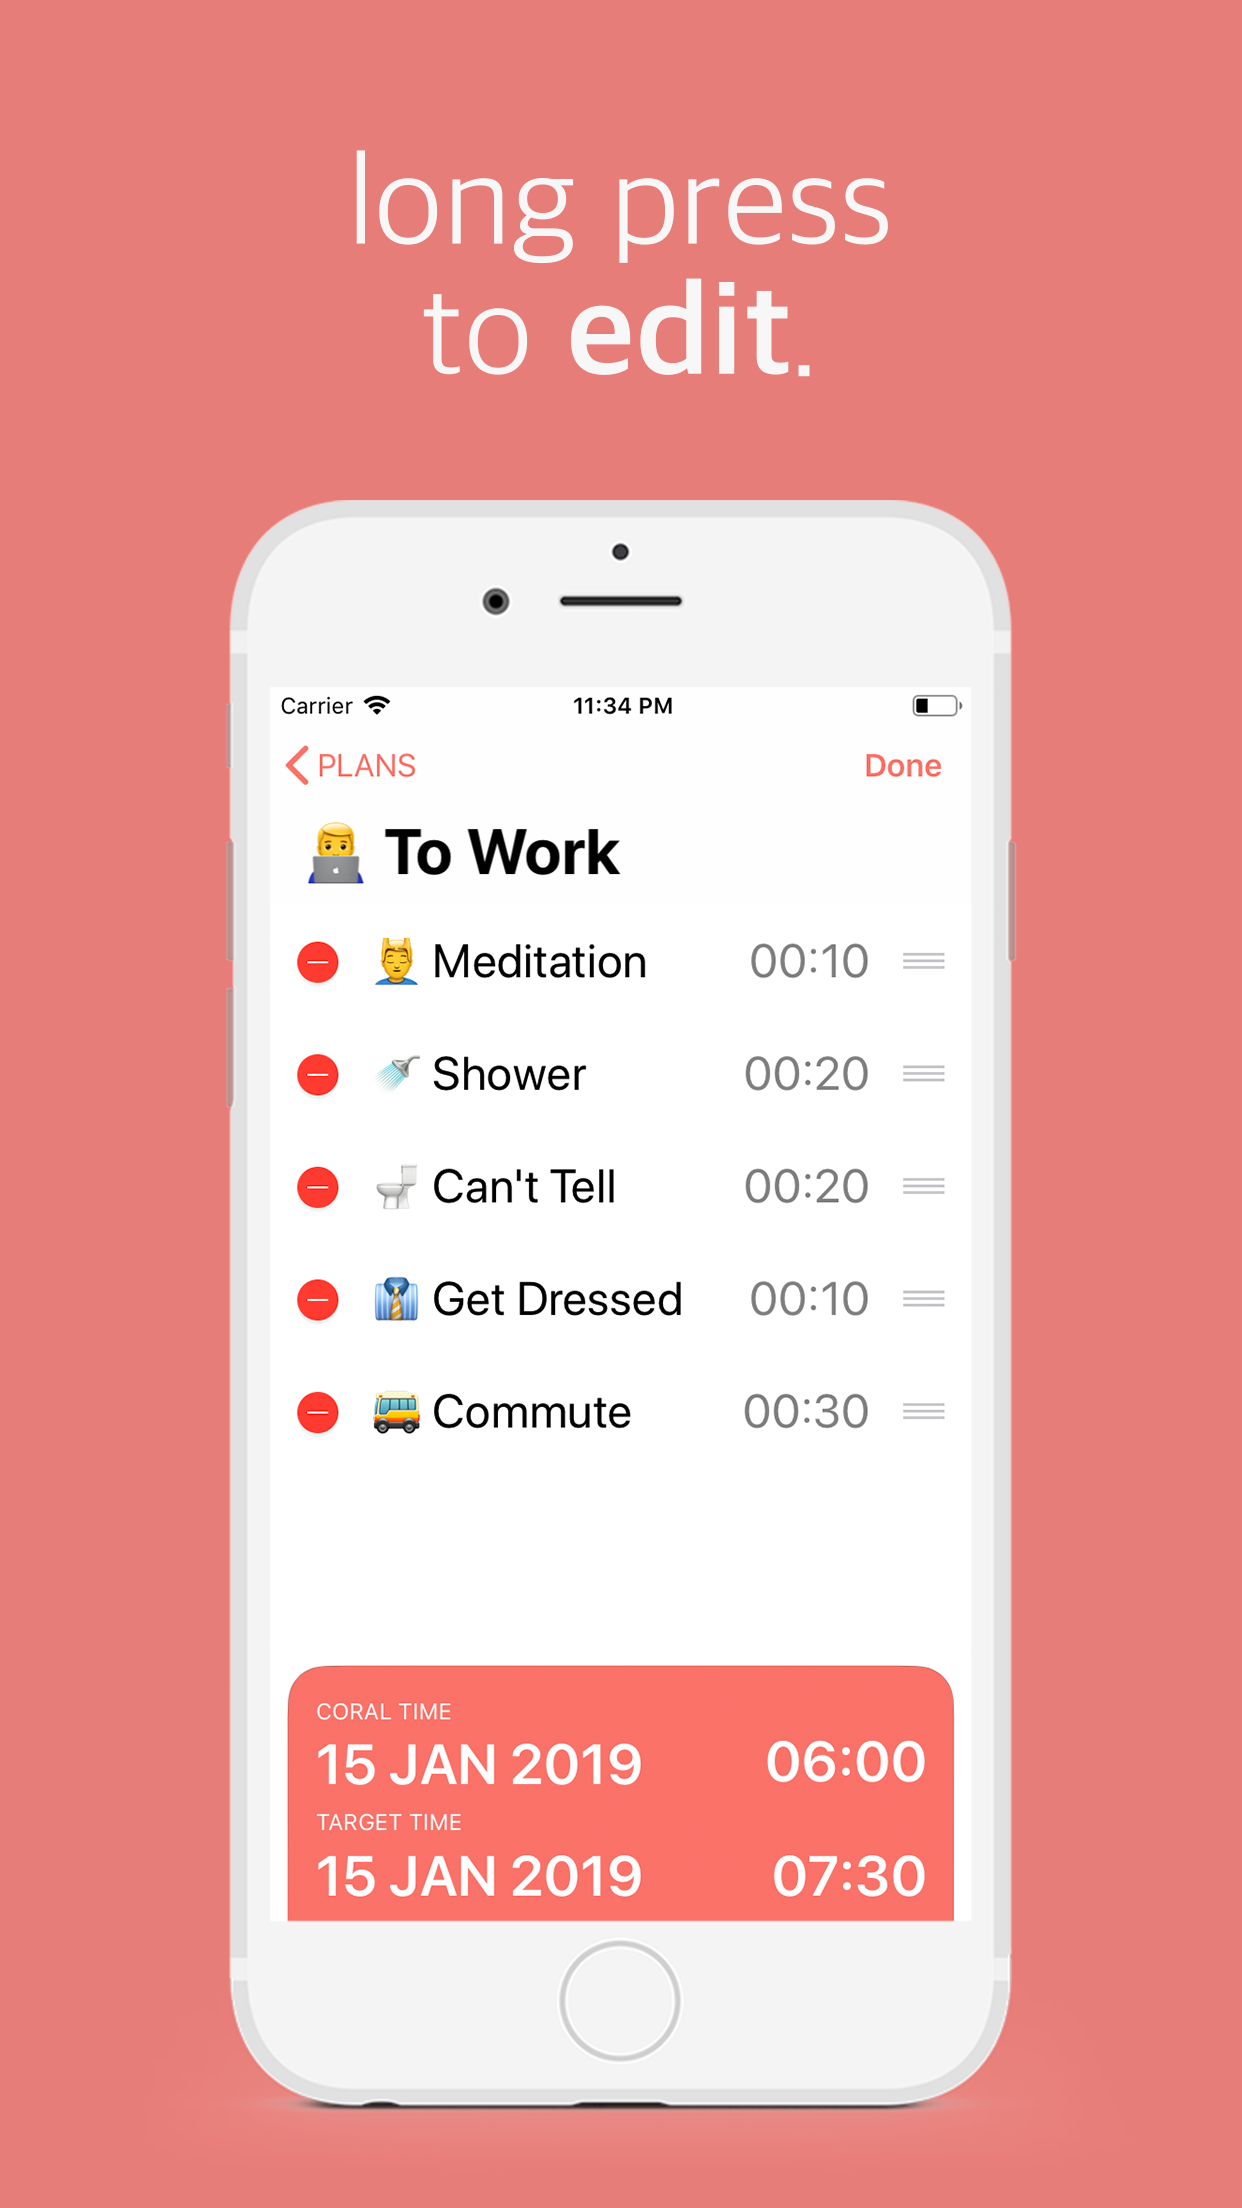 long press
to edit.
Carrier 11:34 PM
PLANS Done
To Work
Meditation 00:10
Shower 00:20
Can't Tell 00:20
Get Dressed 00:10
Commute 00:30
CORAL TIME
15 JAN 2019 06:00
TARGET TIME
15 JAN 2019 07:30